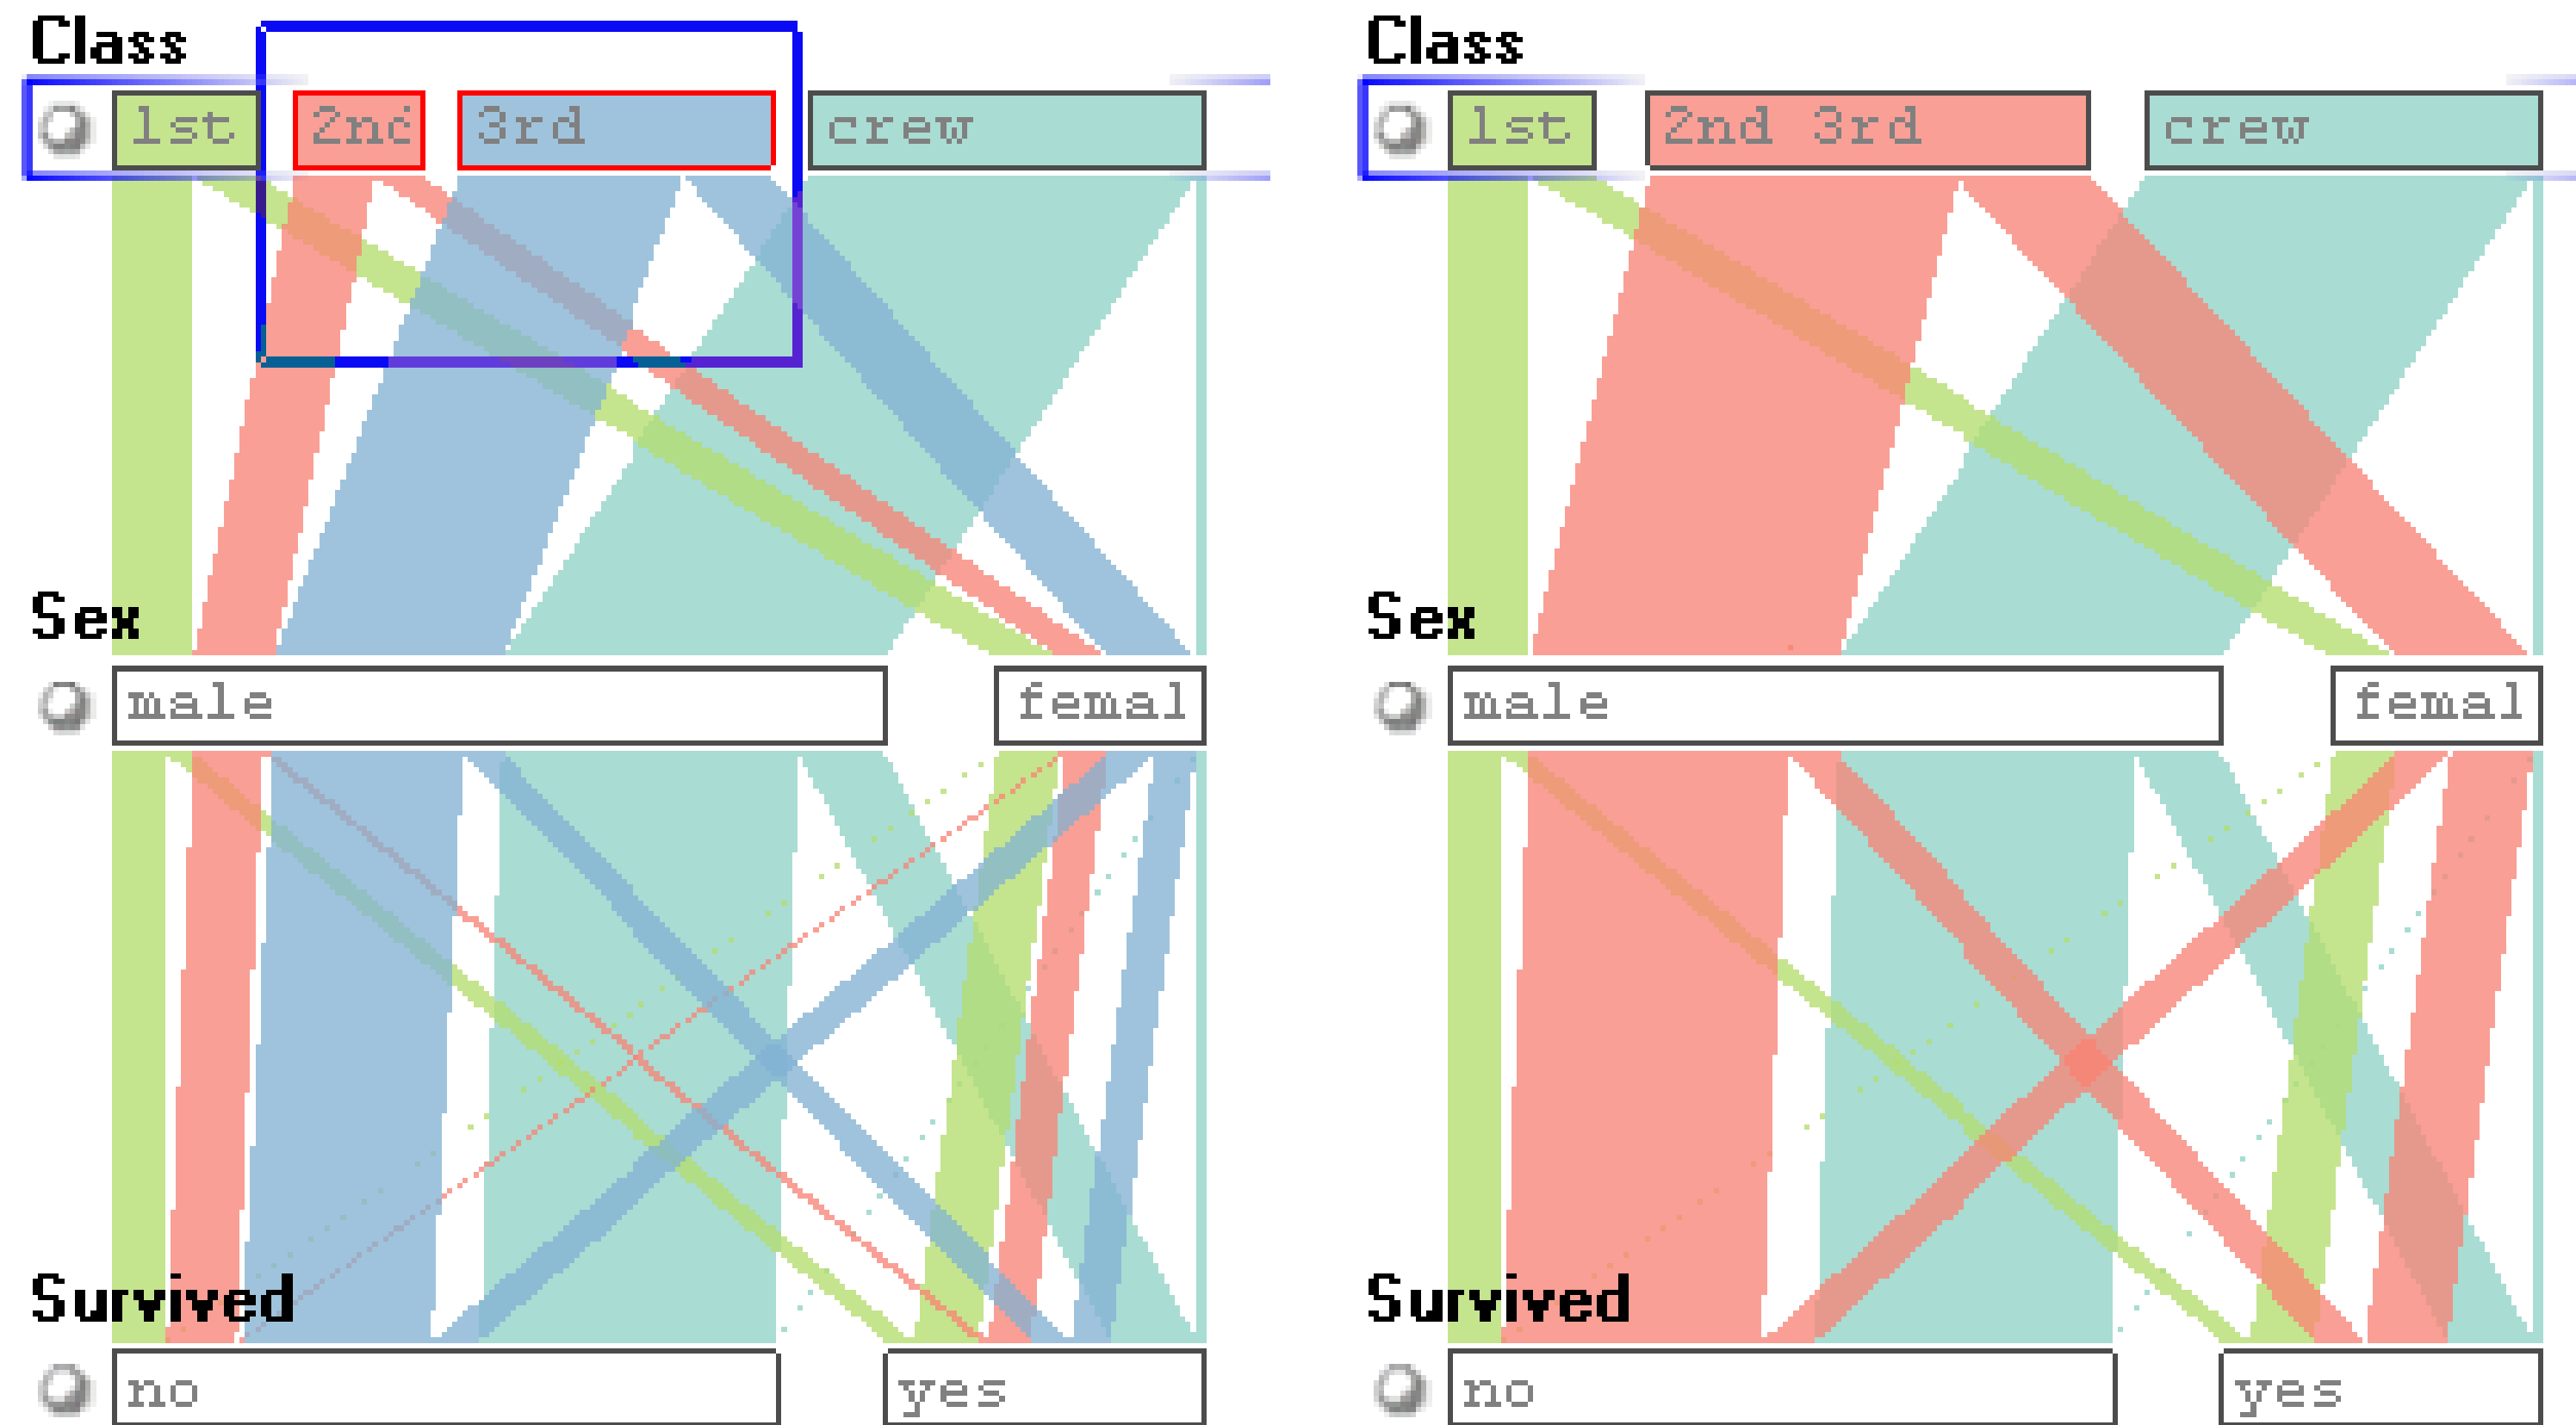 Class
1st 2nd 3rd crew
Sex
male femal
Survived
no yes
Class
1st 2nd 3rd crew
Sex
male femal
Survived
no yes